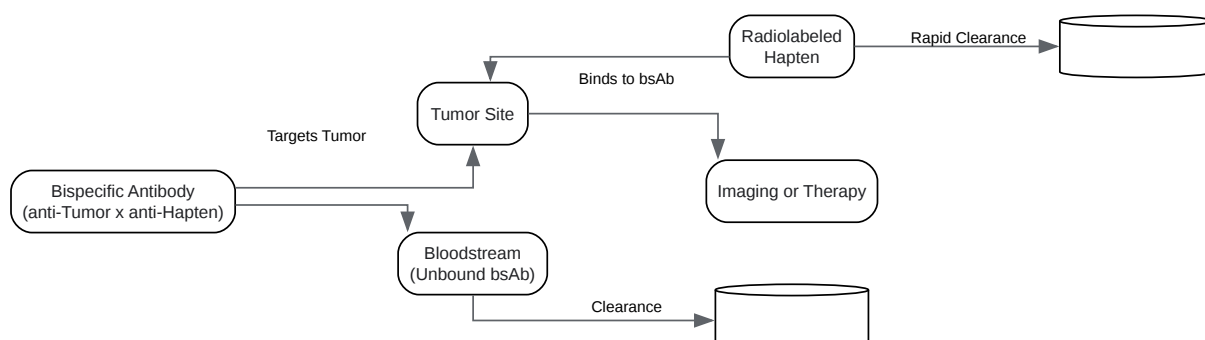 Radiolabeled
Hapten
Rapid Clearance
Binds to bsAb
Tumor Site
Targets Tumor
Bispecific Antibody
(anti-Tumor x anti-Hapten)
Imaging or Therapy
Bloodstream
(Unbound bsAb)
Clearance